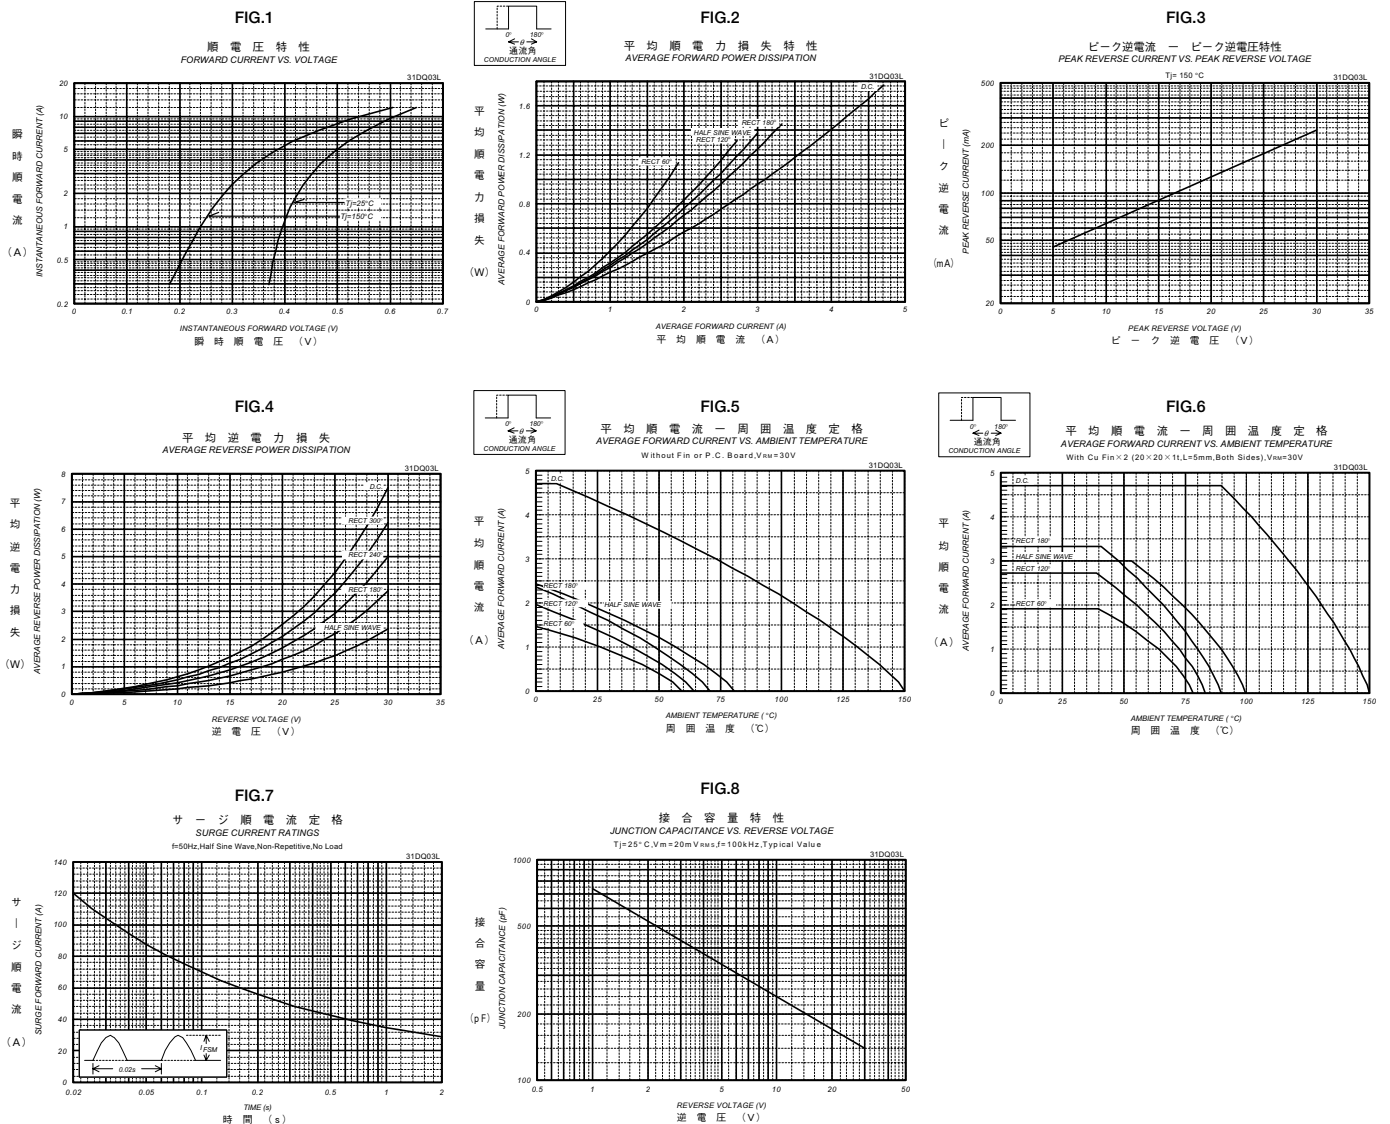 FIG.1
順電圧特性
FORWARD CURRENT VS. VOLTAGE
31DQ03L
瞬時順電流 (A)
INSTANTANEOUS FORWARD CURRENT (A)
20
10
5
2
1
0.5
0.2
Tj=25°C
Tj=150°C
0 0.1 0.2 0.3 0.4 0.5 0.6 0.7
INSTANTANEOUS FORWARD VOLTAGE (V)
瞬時順電圧 (V)
0° 180°
θ
通流角
CONDUCTION ANGLE
FIG.2
平均順電力損失特性
AVERAGE FORWARD POWER DISSIPATION
31DQ03L
平均順電力損失 (W)
AVERAGE FORWARD POWER DISSIPATION (W)
1.6
1.2
0.8
0.4
0
D.C.
RECT 180°
HALF SINE WAVE
RECT 120°
RECT 60°
0 1 2 3 4 5
AVERAGE FORWARD CURRENT (A)
平均順電流 (A)
FIG.3
ピーク逆電流 － ピーク逆電圧特性
PEAK REVERSE CURRENT VS. PEAK REVERSE VOLTAGE
Tj= 150 °C
31DQ03L
ピーク逆電流 (mA)
PEAK REVERSE CURRENT (mA)
500
200
100
50
20
0 5 10 15 20 25 30 35
PEAK REVERSE VOLTAGE (V)
ピーク逆電圧 (V)
FIG.4
平均逆電力損失
AVERAGE REVERSE POWER DISSIPATION
31DQ03L
平均逆電力損失 (W)
AVERAGE REVERSE POWER DISSIPATION (W)
8
7
6
5
4
3
2
1
0
D.C.
RECT 300°
RECT 240°
RECT 180°
HALF SINE WAVE
0 5 10 15 20 25 30 35
REVERSE VOLTAGE (V)
逆電圧 (V)
0° 180°
θ
通流角
CONDUCTION ANGLE
FIG.5
平均順電流－周囲温度定格
AVERAGE FORWARD CURRENT VS. AMBIENT TEMPERATURE
Without Fin or P.C. Board,VRM=30V
31DQ03L
平均順電流 (A)
AVERAGE FORWARD CURRENT (A)
5
4
3
2
1
0
D.C.
RECT 180°
RECT 120°
HALF SINE WAVE
RECT 60°
0 25 50 75 100 125 150
AMBIENT TEMPERATURE ( °C)
周囲温度 (℃)
0° 180°
θ
通流角
CONDUCTION ANGLE
FIG.6
平均順電流－周囲温度定格
AVERAGE FORWARD CURRENT VS. AMBIENT TEMPERATURE
With Cu Fin×2 (20×20×1t,L=5mm,Both Sides),VRM=30V
31DQ03L
平均順電流 (A)
AVERAGE FORWARD CURRENT (A)
5
4
3
2
1
0
D.C.
RECT 180°
HALF SINE WAVE
RECT 120°
RECT 60°
0 25 50 75 100 125 150
AMBIENT TEMPERATURE ( °C)
周囲温度 (℃)
FIG.7
サージ順電流定格
SURGE CURRENT RATINGS
f=50Hz,Half Sine Wave,Non-Repetitive,No Load
31DQ03L
サージ順電流 (A)
SURGE FORWARD CURRENT (A)
140
120
100
80
60
40
20
0
IFSM
0.02s
0.02 0.05 0.1 0.2 0.5 1 2
TIME (s)
時間 (s)
FIG.8
接合容量特性
JUNCTION CAPACITANCE VS. REVERSE VOLTAGE
Tj=25°C,Vm=20mVRMS,f=100kHz,Typical Value
31DQ03L
接合容量 (pF)
JUNCTION CAPACITANCE (pF)
1000
500
200
100
0.5 1 2 5 10 20 50
REVERSE VOLTAGE (V)
逆電圧 (V)